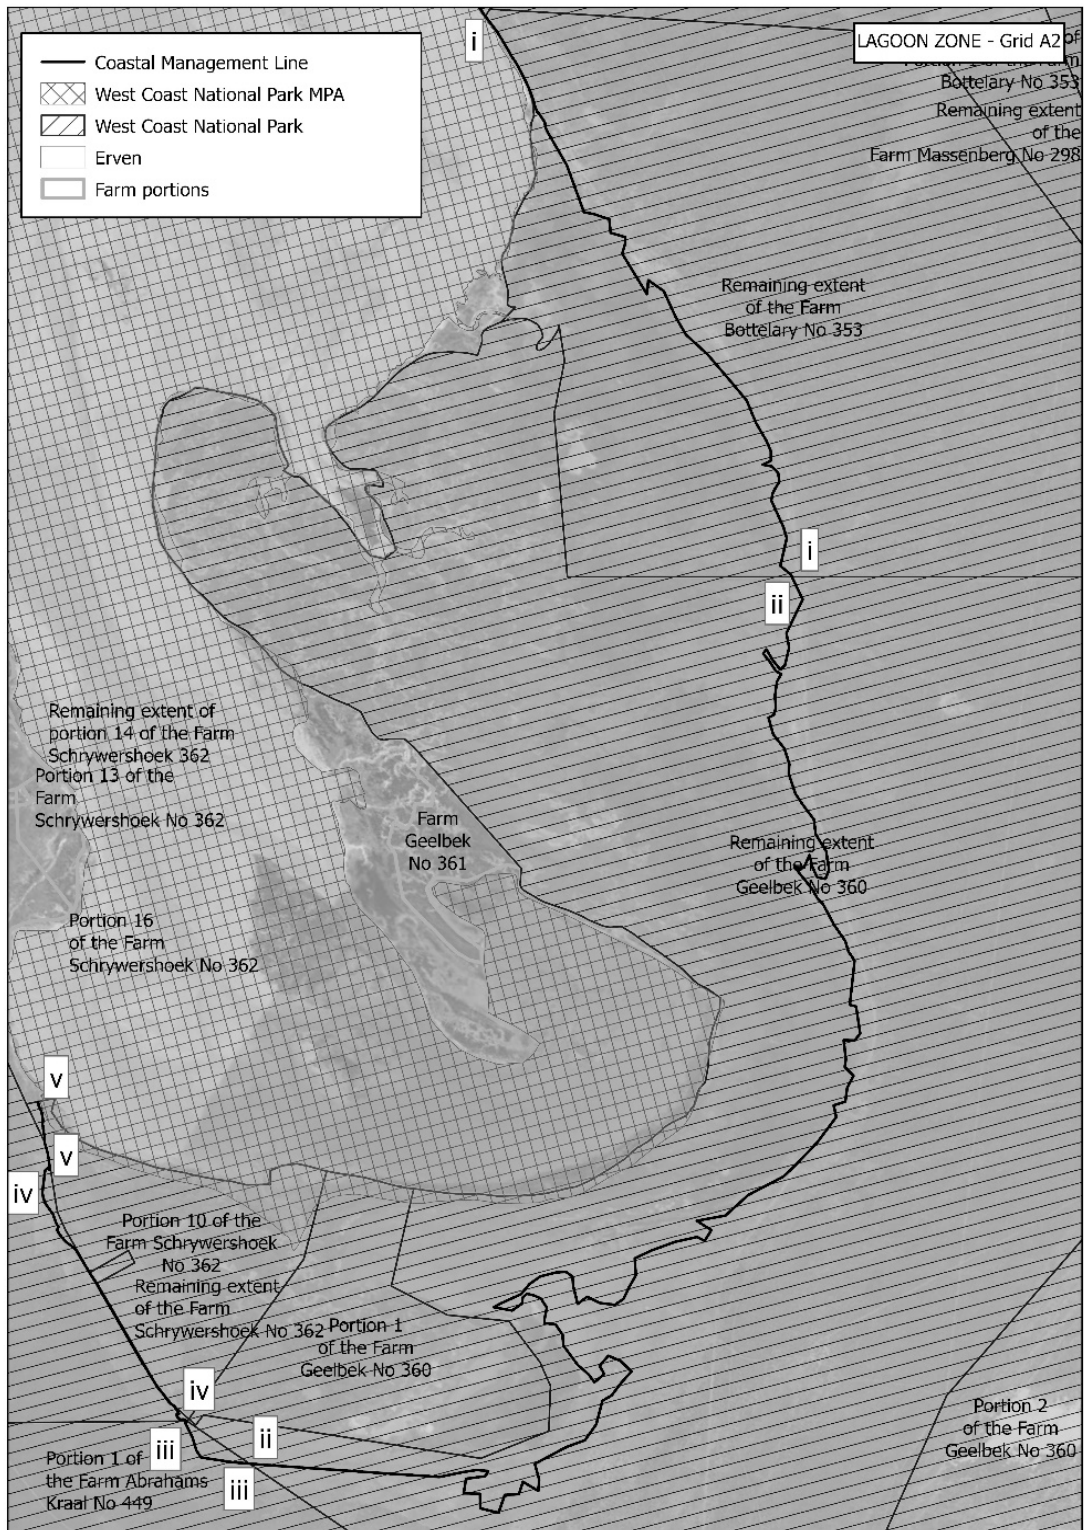 LAGOON ZONE - Grid A2
Coastal Management Line
West Coast National Park MPA
West Coast National Park
Erven
Farm portions
i
of
Bottelary No 353
Remaining extent
of the
Farm Massenberg No 298
Remaining extent
of the Farm
Bottelary No 353
i
ii
Remaining extent of
portion 14 of the Farm
Schrywershoek 362
Portion 13 of the
Farm
Schrywershoek No 362
Farm
Geelbek
No 361
Remaining extent
of the Farm
Geelbek No 360
Portion 16
of the Farm
Schrywershoek No 362
v
v
iv
Portion 10 of the
Farm Schrywershoek
No 362
Remaining extent
of the Farm
Schrywershoek No 362
Portion 1
of the Farm
Geelbek No 360
iv
iii
ii
iii
Portion 1 of
the Farm Abrahams
Kraal No 449
Portion 2
of the Farm
Geelbek No 360